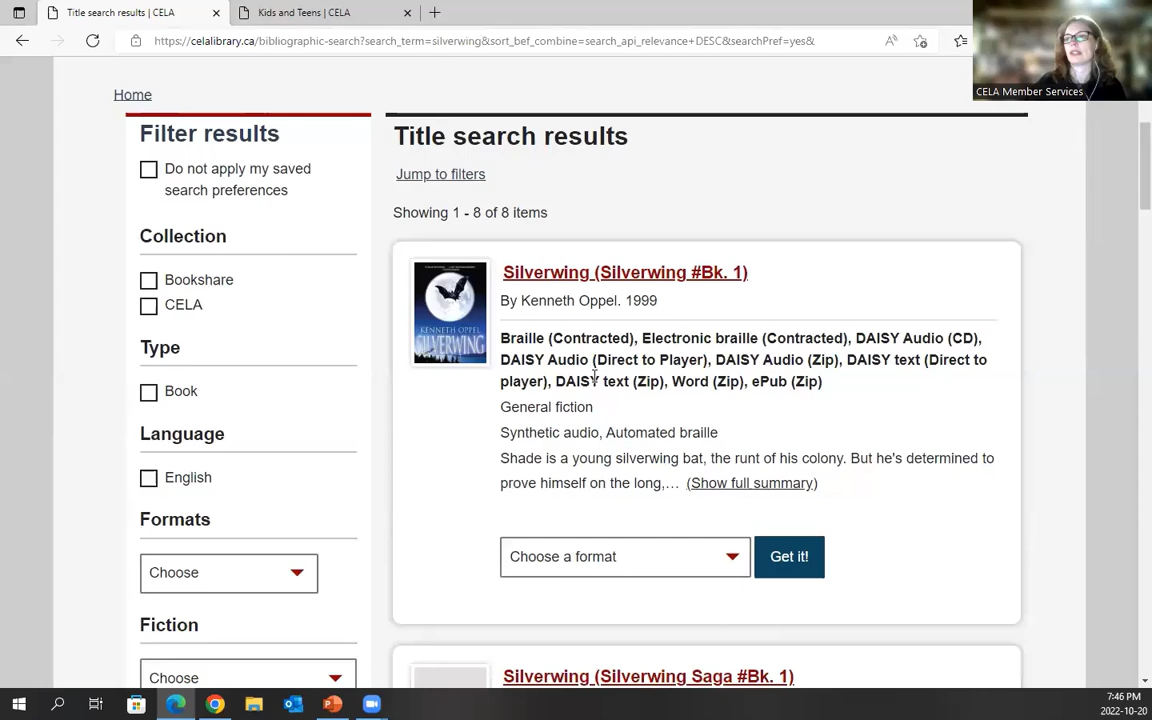 Title search results | CELA
Kids and Teens | CELA
https://celalibrary.ca/bibliographic-search?search_term=silverwing&sort_bef_combine=search_api_relevance+DESC&searchPref=yes&
CELA Member Services
Home
Filter results
Do not apply my saved
search preferences
Collection
Bookshare
CELA
Type
Book
Language
English
Formats
Choose
Fiction
Choose
Title search results
Jump to filters
Showing 1 - 8 of 8 items
KENNETH OPPEL
SILVERWING
Silverwing (Silverwing #Bk. 1)
By Kenneth Oppel. 1999
Braille (Contracted), Electronic braille (Contracted), DAISY Audio (CD),
DAISY Audio (Direct to Player), DAISY Audio (Zip), DAISY text (Direct to
player), DAISY text (Zip), Word (Zip), ePub (Zip)
General fiction
Synthetic audio, Automated braille
Shade is a young silverwing bat, the runt of his colony. But he's determined to
prove himself on the long,… (Show full summary)
Choose a format
Get it!
Silverwing (Silverwing Saga #Bk. 1)
7:46 PM
2022-10-20